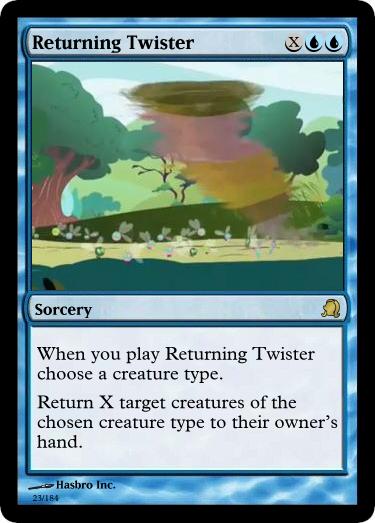 Returning Twister X
Sorcery
When you play Returning Twister
choose a creature type.
Return X target creatures of the
chosen creature type to their owner's
hand.
Hasbro Inc.
23/184